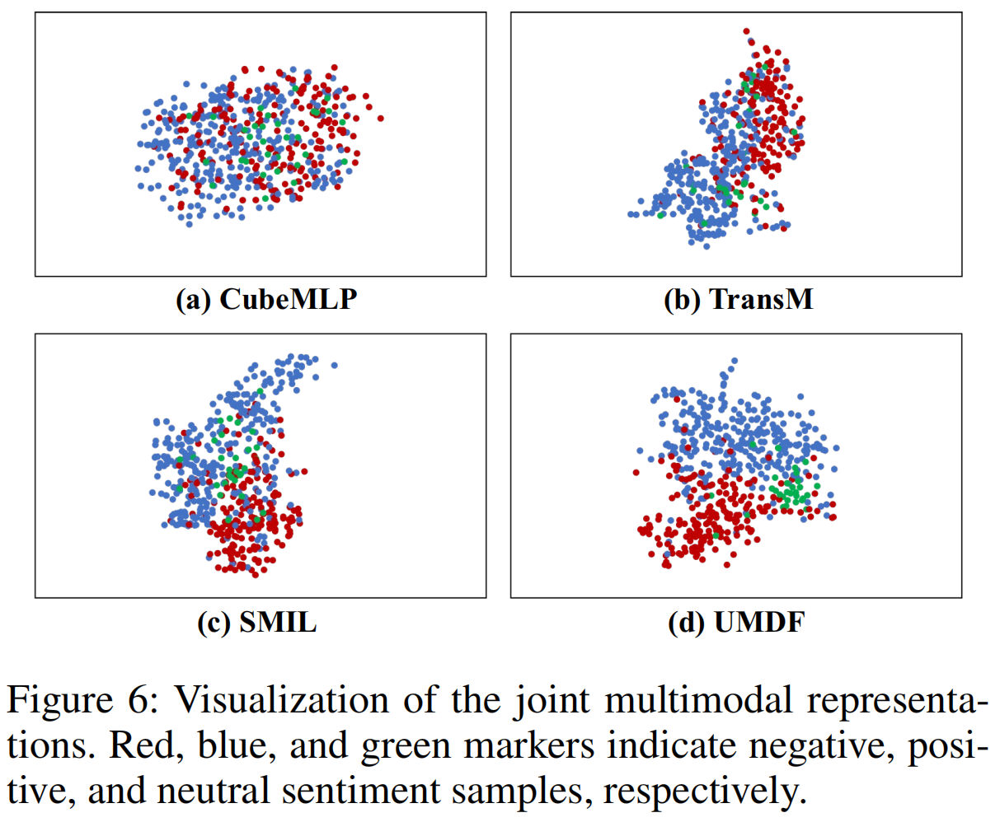 (a) CubeMLP
(b) TransM
(c) SMIL
(d) UMDF
Figure 6: Visualization of the joint multimodal representa-
tions. Red, blue, and green markers indicate negative, posi-
tive, and neutral sentiment samples, respectively.